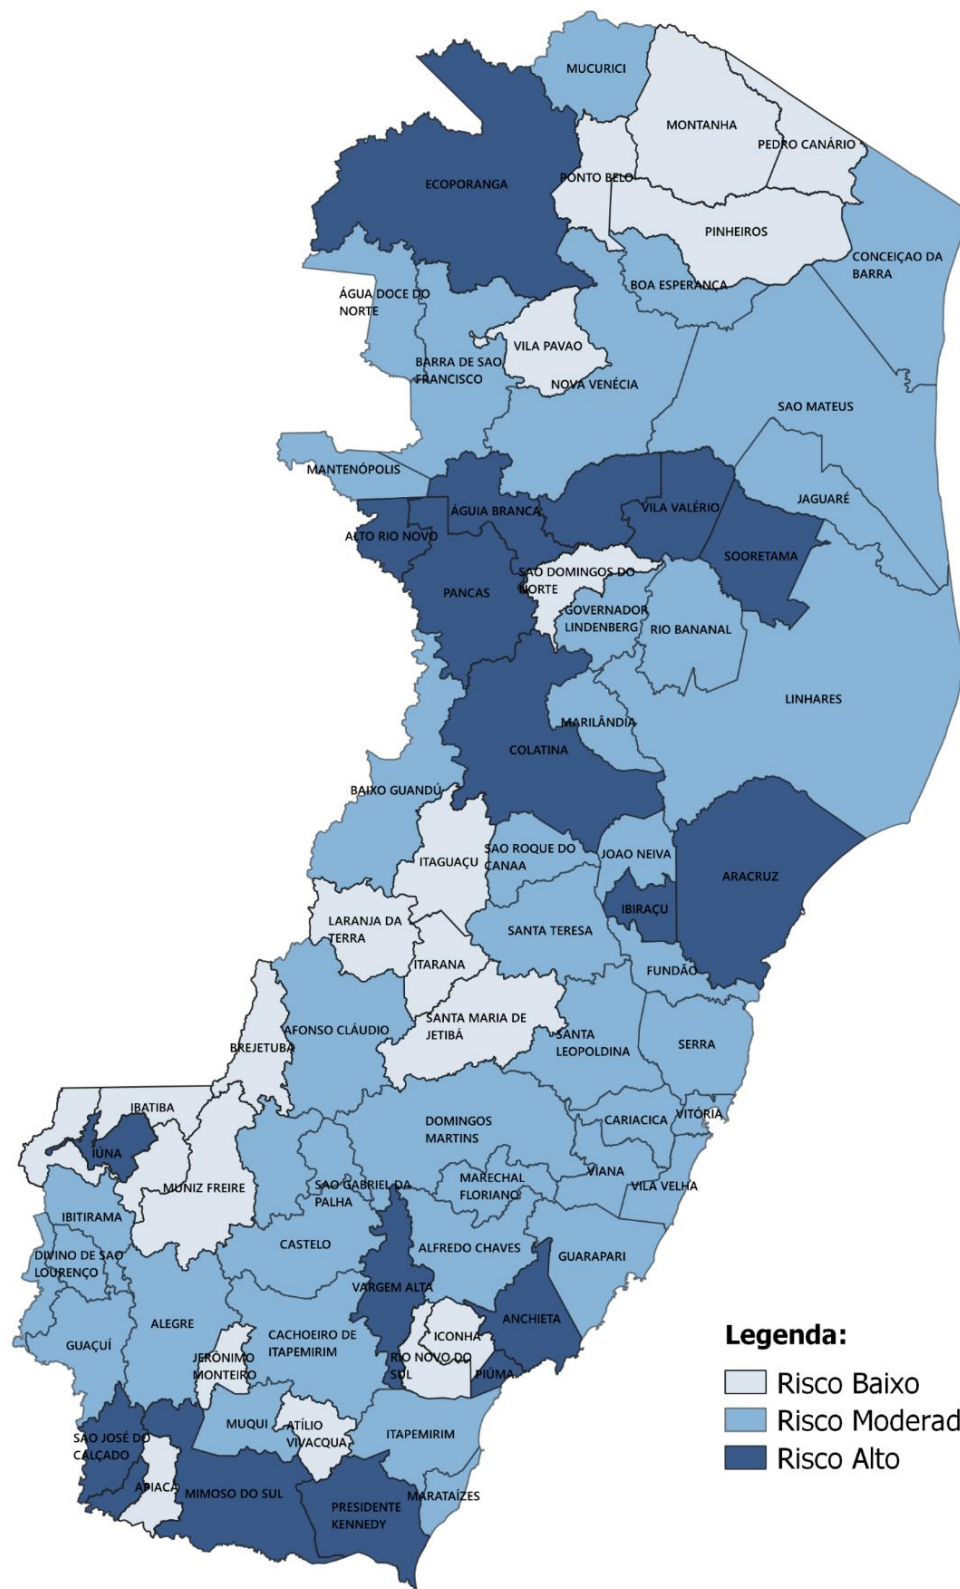 MUCURICI
MONTANHA
PEDRO CANÁRIO
PONTO BELO
ECOPORANGA
PINHEIROS
CONCEIÇAO DA
BARRA
BOA ESPERANÇA
ÁGUA DOCE DO
NORTE
VILA PAVAO
BARRA DE SAO
FRANCISCO
NOVA VENÉCIA
SAO MATEUS
MANTENÓPOLIS
JAGUARÉ
ÁGUIA BRANCA
VILA VALÉRIO
ALTO RIO NOVO
SOORETAMA
SAO DOMINGOS DO
NORTE
PANCAS
GOVERNADOR
LINDENBERG
RIO BANANAL
LINHARES
MARILÂNDIA
COLATINA
BAIXO GUANDÚ
ITAGUAÇU
SAO ROQUE DO
CANAA
JOAO NEIVA
ARACRUZ
IBIRAÇU
LARANJA DA
TERRA
SANTA TERESA
ITARANA
FUNDÃO
SANTA MARIA DE
JETIBÁ
AFONSO CLÁUDIO
BREJETUBA
SANTA
LEOPOLDINA
SERRA
IBATIBA
DOMINGOS
MARTINS
CARIACICA
VITÓRIA
IÚNA
MUNIZ FREIRE
SAO GABRIEL DA
PALHA
MARECHAL
FLORIANO
VIANA
VILA VELHA
IBITIRAMA
CASTELO
ALFREDO CHAVES
GUARAPARI
DIVINO DE SAO
LOURENÇO
VARGEM ALTA
ANCHIETA
ALEGRE
GUAÇUÍ
CACHOEIRO DE
ITAPEMIRIM
ICONHA
JERÔNIMO
MONTEIRO
RIO NOVO DO
SUL
PIÚMA
MUQUI
ATÍLIO
VIVACQUA
ITAPEMIRIM
SAO JOSÉ DO
CALÇADO
APIACÁ
MIMOSO DO SUL
PRESIDENTE
KENNEDY
MARATAÍZES
Legenda:
Risco Baixo
Risco Moderad
Risco Alto